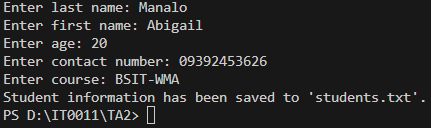 Enter last name: Manalo
Enter first name: Abigail
Enter age: 20
Enter contact number: 09392453626
Enter course: BSIT-WMA
Student information has been saved to 'students.txt'.
PS D:\IT0011\TA2>